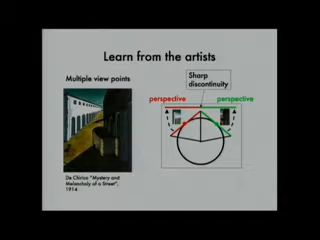 Learn from the artists
Multiple view points
Sharp
discontinuity
perspective
perspective
De Chirico "Mystery and
Melancholy of a Street",
1914